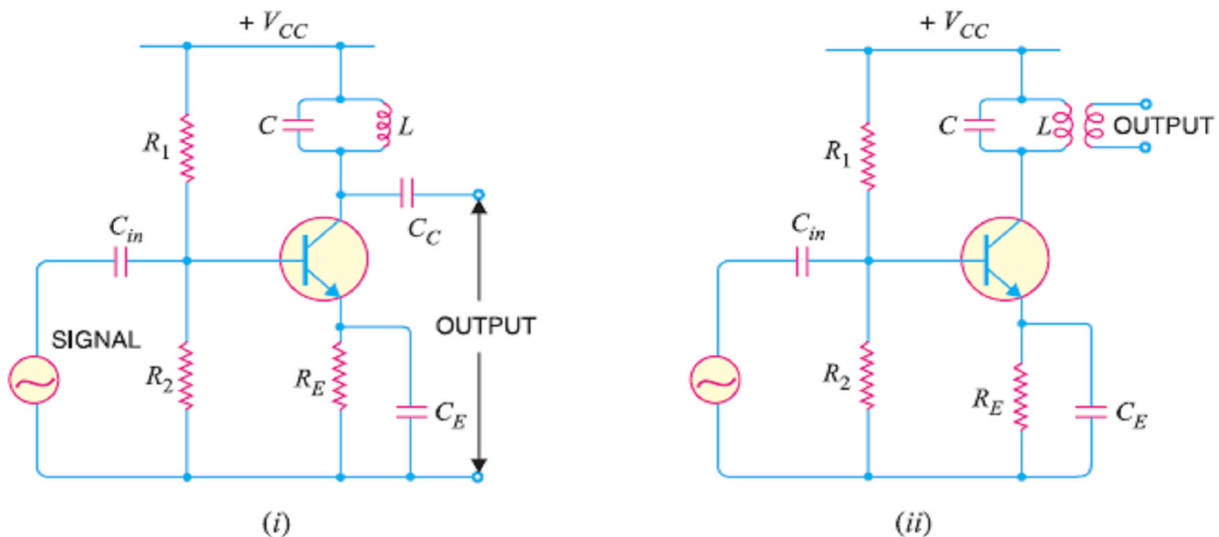 + V_CC
C
L
R_1
C_in
C_C
SIGNAL
OUTPUT
R_2
R_E
C_E
(i)
+ V_CC
C
L
OUTPUT
R_1
C_in
R_2
R_E
C_E
(ii)